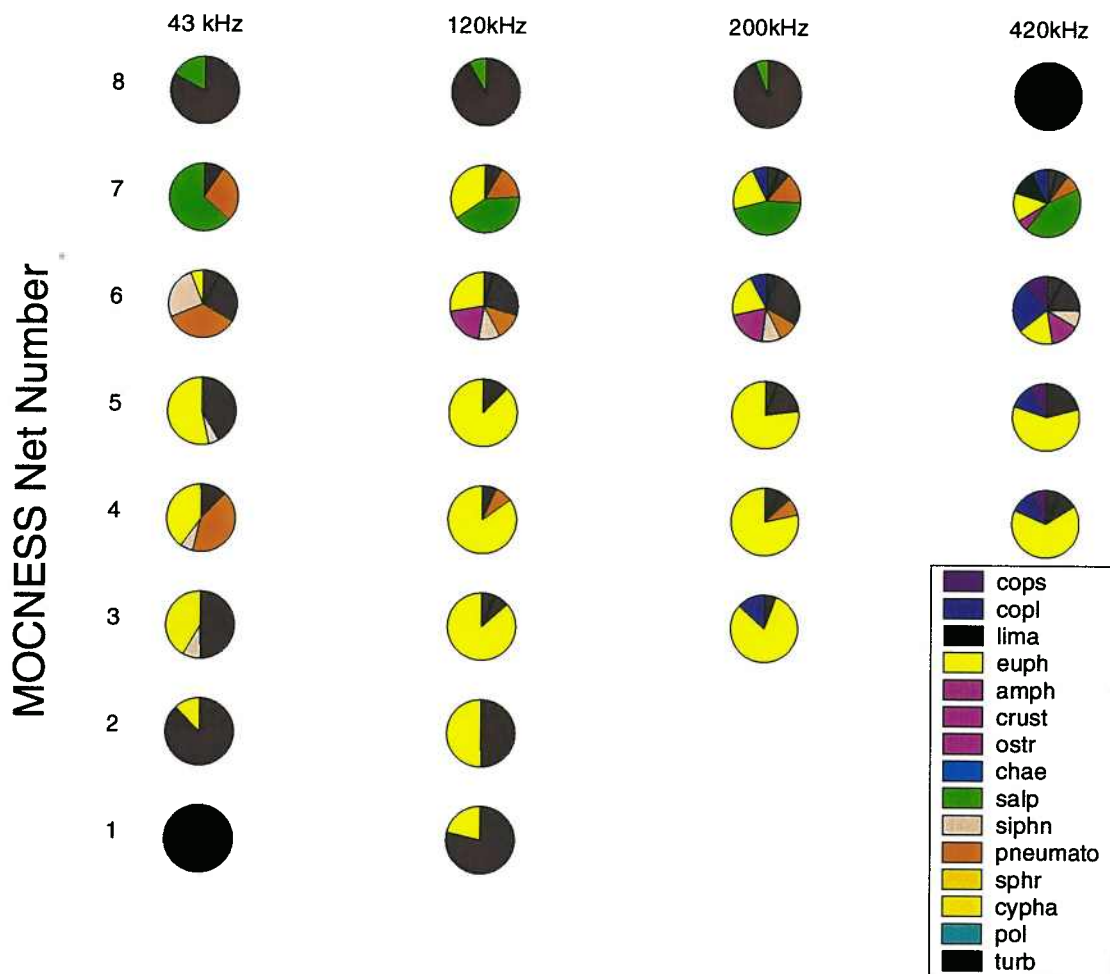 43 kHz 120kHz 200kHz 420kHz
8
7
6
5
4
3
2
1
MOCNESS Net Number
cops
copl
lima
euph
amph
crust
ostr
chae
salp
siphn
pneumato
sphr
cypha
pol
turb